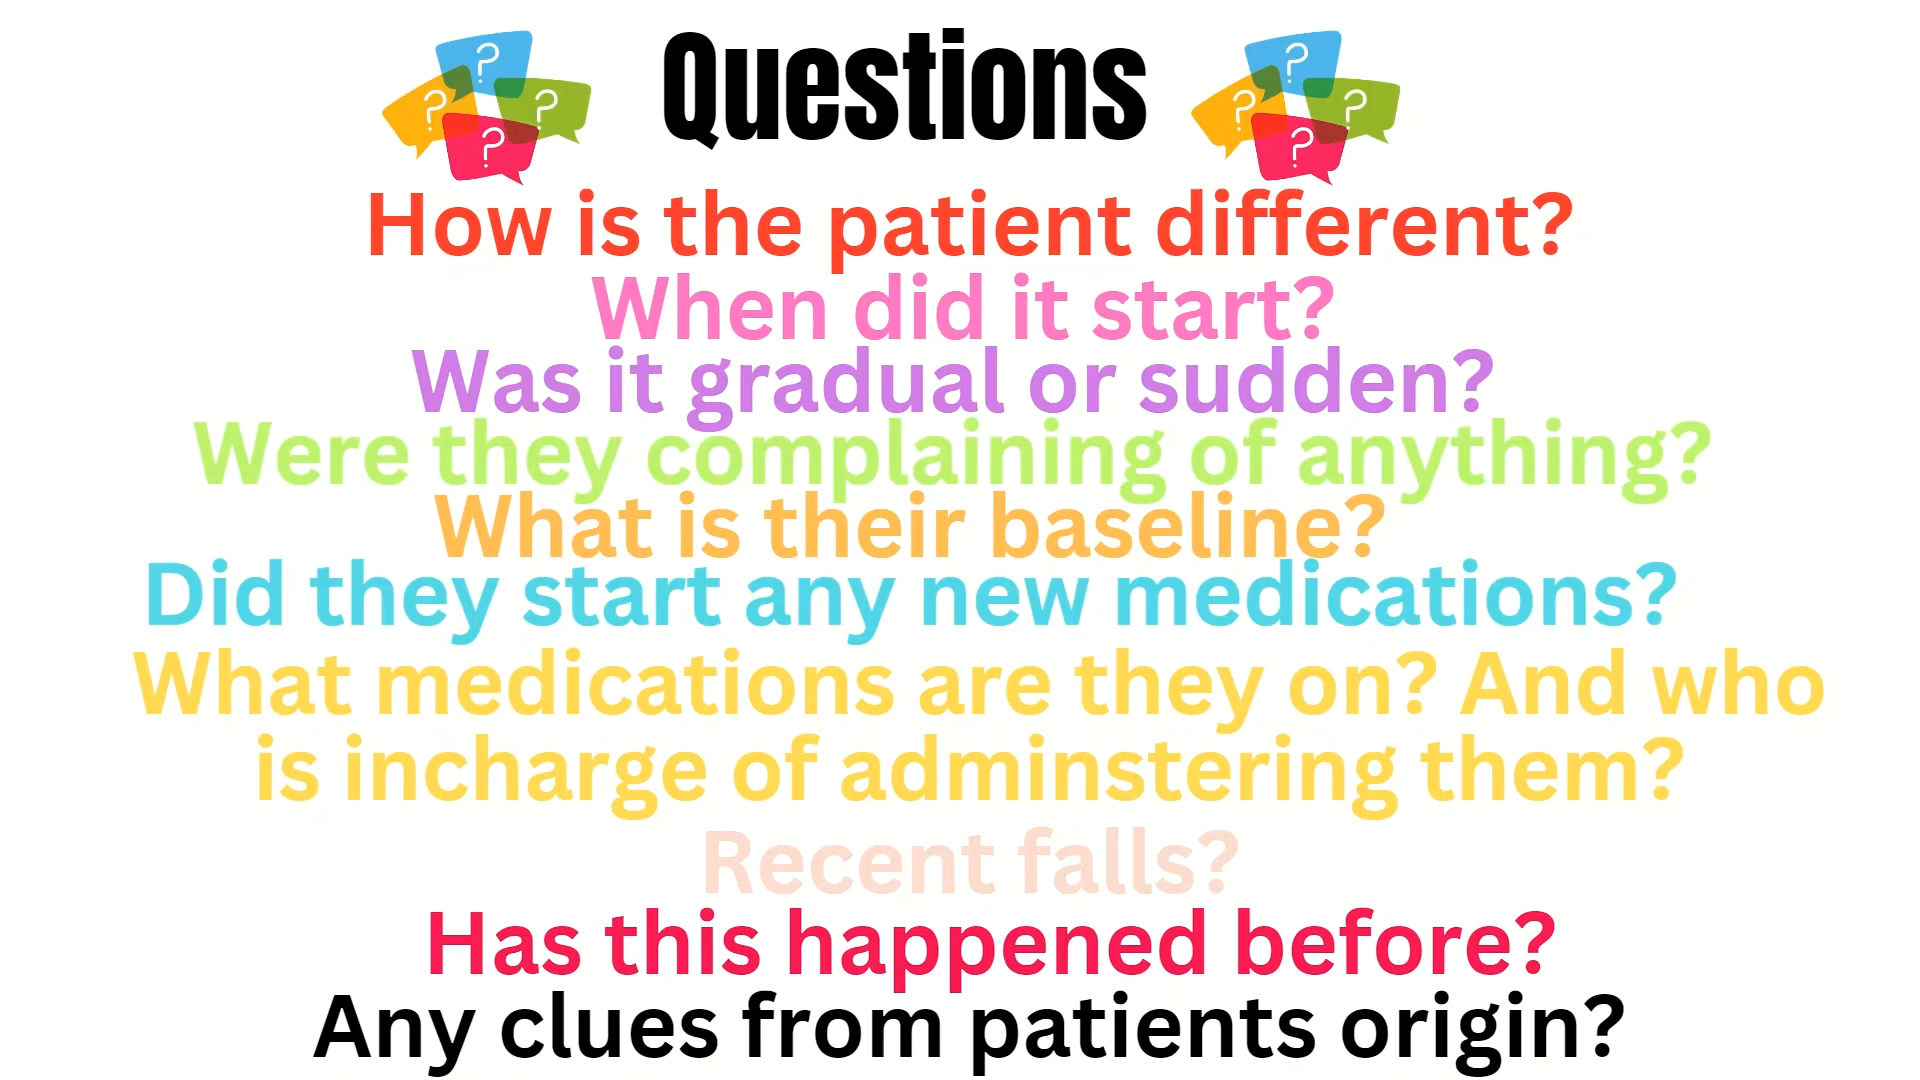 Questions
How is the patient different?
When did it start?
Was it gradual or sudden?
Were they complaining of anything?
What is their baseline?
Did they start any new medications?
What medications are they on? And who
is incharge of adminstering them?
Recent falls?
Has this happened before?
Any clues from patients origin?